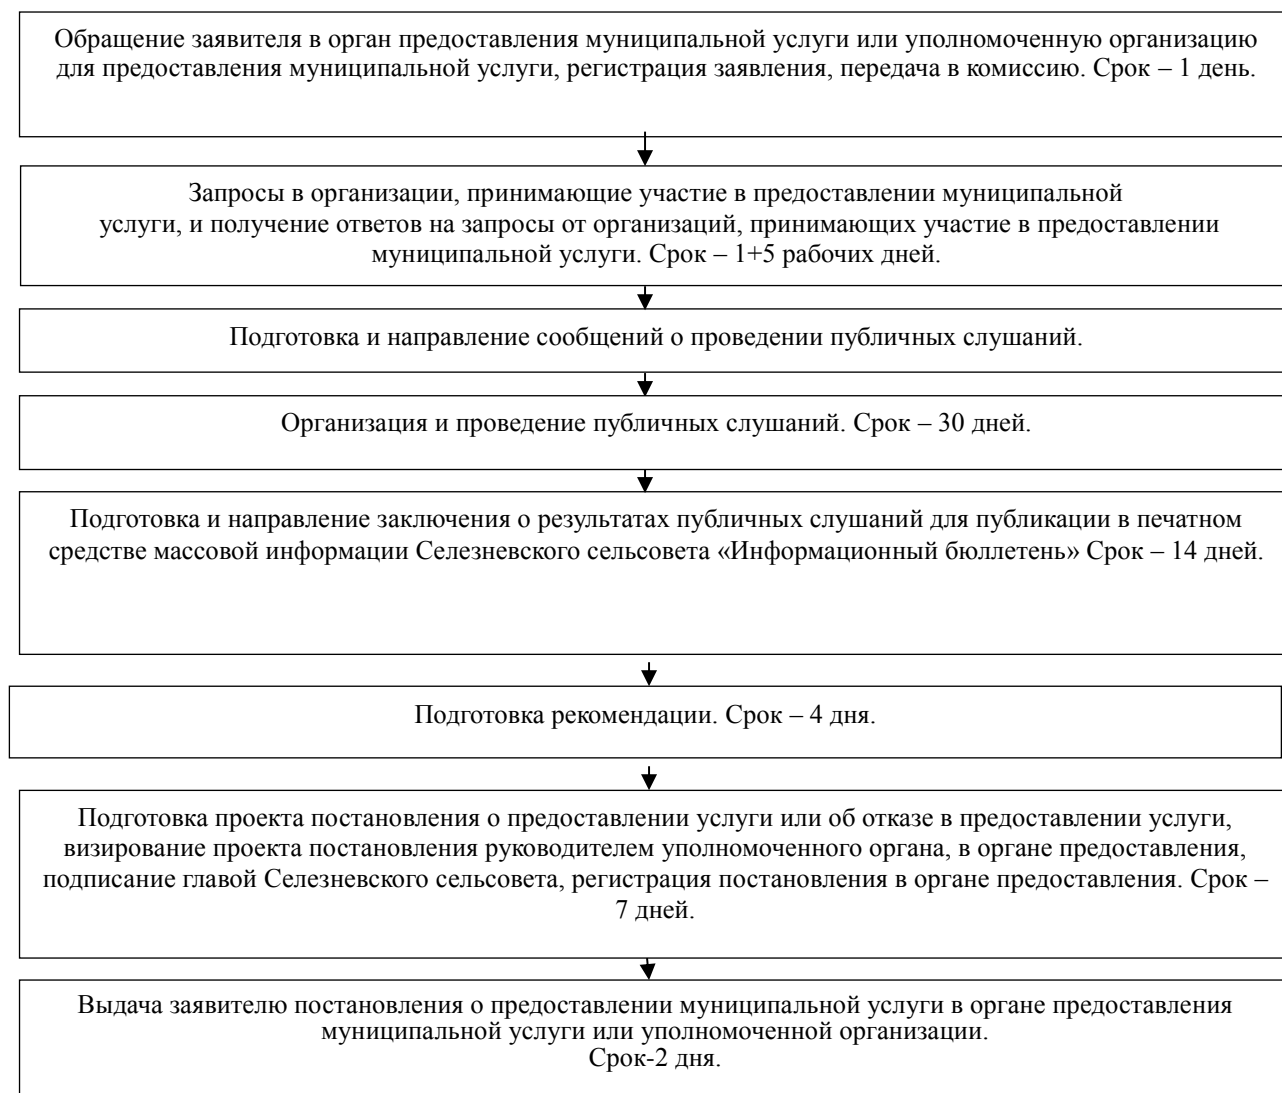 Обращение заявителя в орган предоставления муниципальной услуги или уполномоченную организацию
для предоставления муниципальной услуги, регистрация заявления, передача в комиссию. Срок – 1 день.
Запросы в организации, принимающие участие в предоставлении муниципальной
услуги, и получение ответов на запросы от организаций, принимающих участие в предоставлении
муниципальной услуги. Срок – 1+5 рабочих дней.
Подготовка и направление сообщений о проведении публичных слушаний.
Организация и проведение публичных слушаний. Срок – 30 дней.
Подготовка и направление заключения о результатах публичных слушаний для публикации в печатном
средстве массовой информации Селезневского сельсовета «Информационный бюллетень» Срок – 14 дней.
Подготовка рекомендации. Срок – 4 дня.
Подготовка проекта постановления о предоставлении услуги или об отказе в предоставлении услуги,
визирование проекта постановления руководителем уполномоченного органа, в органе предоставления,
подписание главой Селезневского сельсовета, регистрация постановления в органе предоставления. Срок –
7 дней.
Выдача заявителю постановления о предоставлении муниципальной услуги в органе предоставления
муниципальной услуги или уполномоченной организации.
Срок-2 дня.